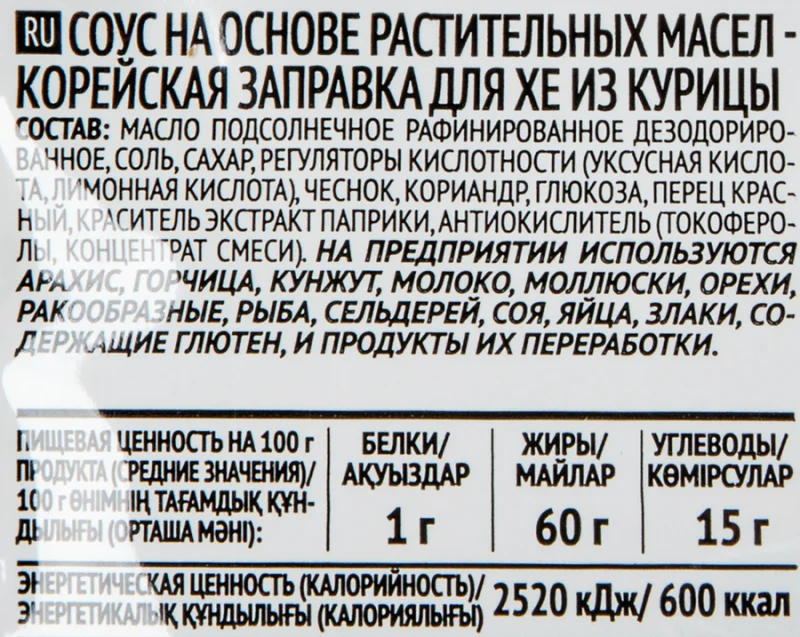 RU СОУС НА ОСНОВЕ РАСТИТЕЛЬНЫХ МАСЕЛ -
КОРЕЙСКАЯ ЗАПРАВКА ДЛЯ ХЕ ИЗ КУРИЦЫ
СОСТАВ: МАСЛО ПОДСОЛНЕЧНОЕ РАФИНИРОВАННОЕ ДЕЗОДОРИРО-
ВАННОЕ, СОЛЬ, САХАР, РЕГУЛЯТОРЫ КИСЛОТНОСТИ (УКСУСНАЯ КИСЛО-
ТА, ЛИМОННАЯ КИСЛОТА), ЧЕСНОК, КОРИАНДР, ГЛЮКОЗА, ПЕРЕЦ КРАС-
НЫЙ, КРАСИТЕЛЬ ЭКСТРАКТ ПАПРИКИ, АНТИОКИСЛИТЕЛЬ (ТОКОФЕРО-
ЛЫ, КОНЦЕНТРАТ СМЕСИ). НА ПРЕДПРИЯТИИ ИСПОЛЬЗУЮТСЯ
АРАХИС, ГОРЧИЦА, КУНЖУТ, МОЛОКО, МОЛЛЮСКИ, ОРЕХИ,
РАКООБРАЗНЫЕ, РЫБА, СЕЛЬДЕРЕЙ, СОЯ, ЯЙЦА, ЗЛАКИ, СО-
ДЕРЖАЩИЕ ГЛЮТЕН, И ПРОДУКТЫ ИХ ПЕРЕРАБОТКИ.
ПИЩЕВАЯ ЦЕННОСТЬ НА 100 г
ПРОДУКТА (СРЕДНИЕ ЗНАЧЕНИЯ)/
100 г ӨНІМНІҢ ТАҒАМДЫҚ ҚҰН-
ДЫЛЫҒЫ (ОРТАША МӘНІ):
БЕЛКИ/
АҚУЫЗДАР
1 г
ЖИРЫ/
МАЙЛАР
60 г
УГЛЕВОДЫ/
КӨМІРСУЛАР
15 г
ЭНЕРГЕТИЧЕСКАЯ ЦЕННОСТЬ (КАЛОРИЙНОСТЬ)/
ЭНЕРГЕТИКАЛЫҚ ҚҰНДЫЛЫҒЫ (КАЛОРИЯЛЫҒЫ)
2520 кДж/ 600 ккал